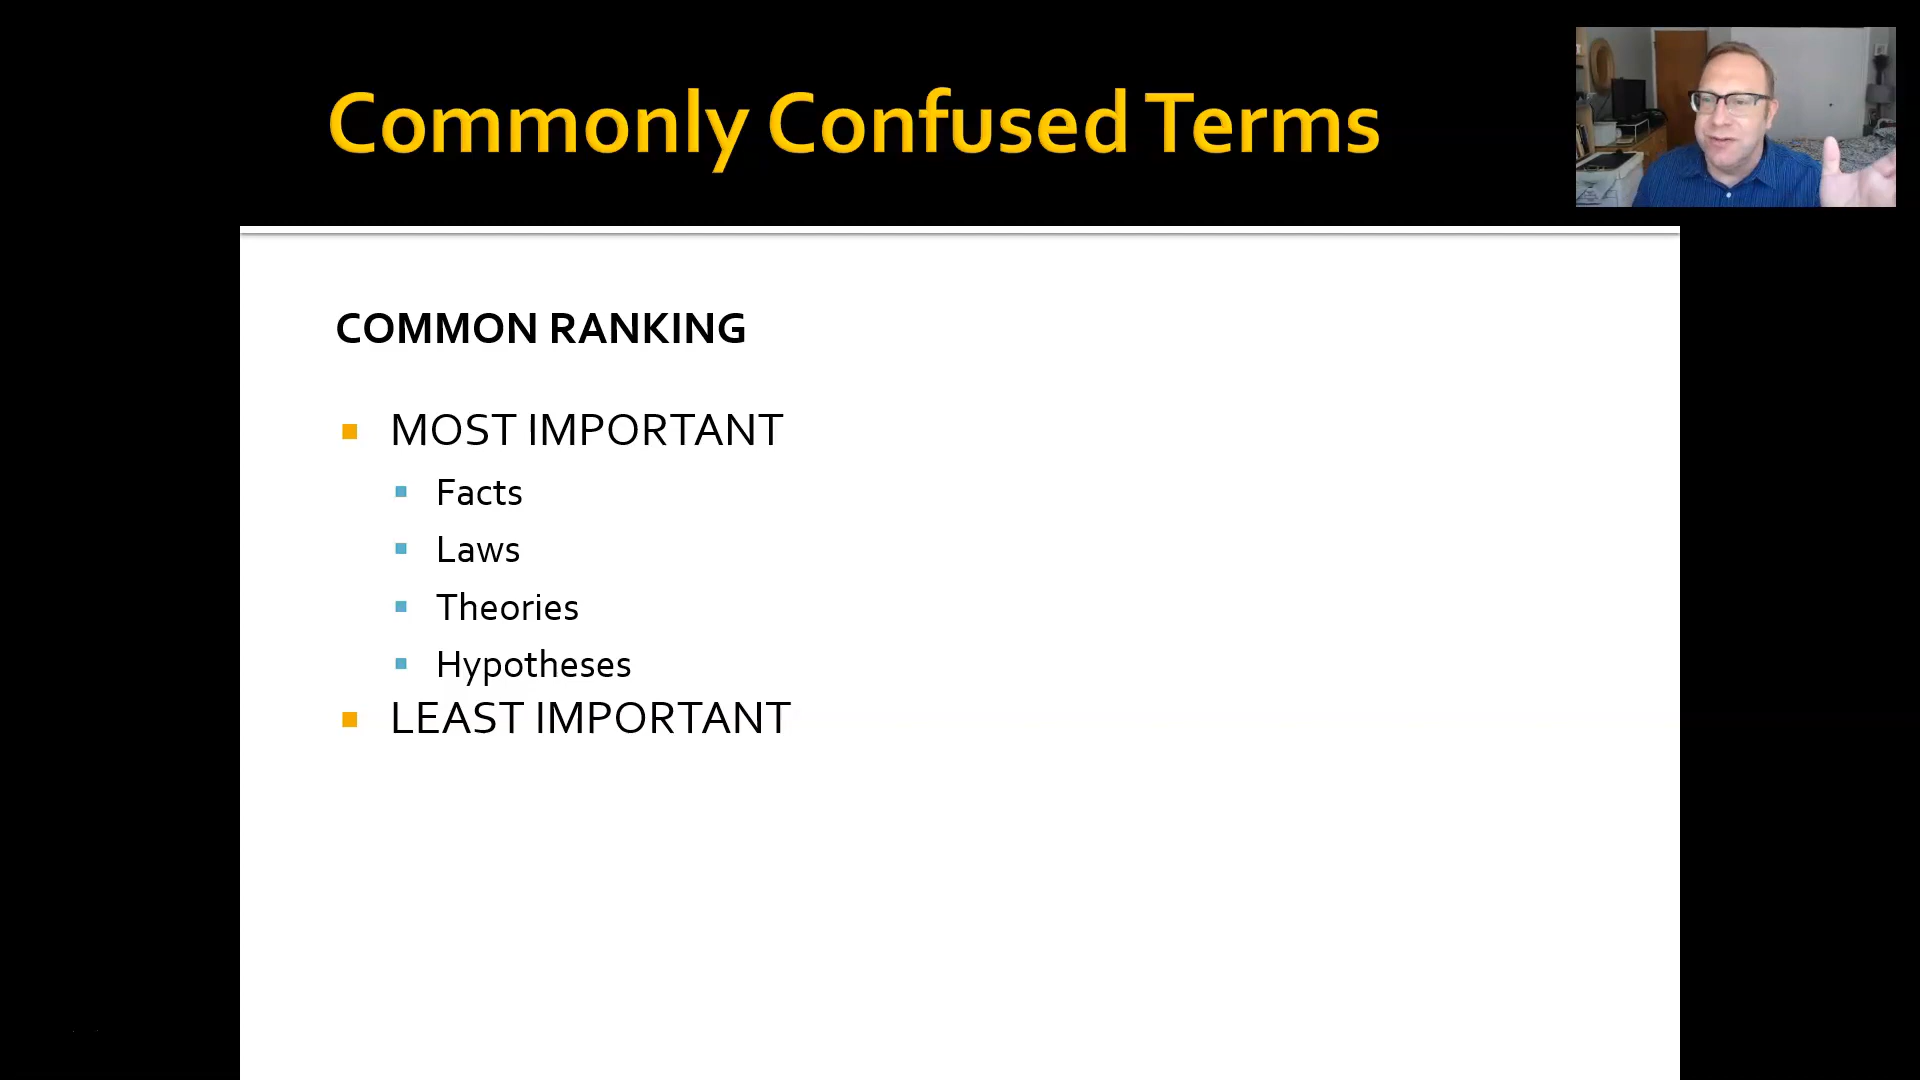 Commonly Confused Terms
COMMON RANKING
MOST IMPORTANT
Facts
Laws
Theories
Hypotheses
LEAST IMPORTANT